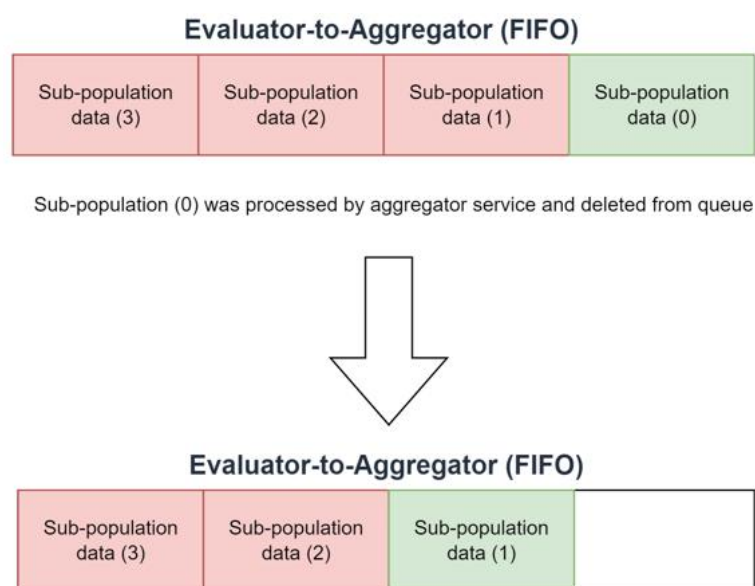 Evaluator-to-Aggregator (FIFO)
Sub-population
data (3)
Sub-population
data (2)
Sub-population
data (1)
Sub-population
data (0)
Sub-population (0) was processed by aggregator service and deleted from queue
Evaluator-to-Aggregator (FIFO)
Sub-population
data (3)
Sub-population
data (2)
Sub-population
data (1)